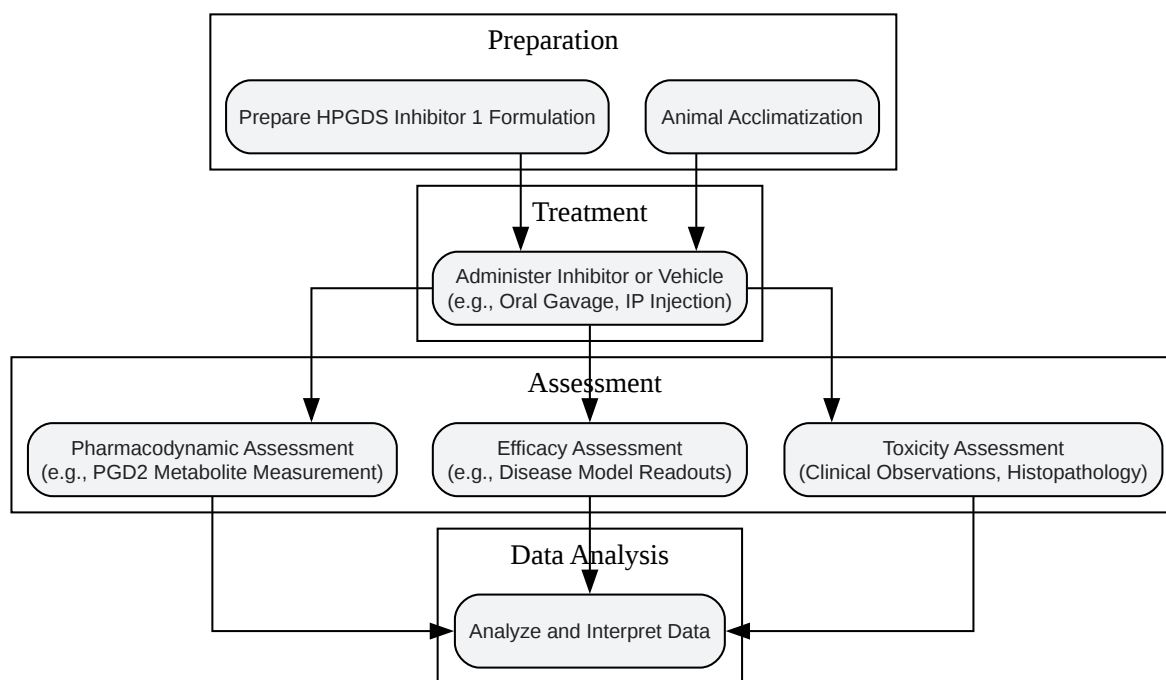 Preparation
Prepare HPGDS Inhibitor 1 Formulation
Animal Acclimatization
Treatment
Administer Inhibitor or Vehicle
(e.g., Oral Gavage, IP Injection)
Assessment
Pharmacodynamic Assessment
(e.g., PGD2 Metabolite Measurement)
Efficacy Assessment
(e.g., Disease Model Readouts)
Toxicity Assessment
(Clinical Observations, Histopathology)
Data Analysis
Analyze and Interpret Data